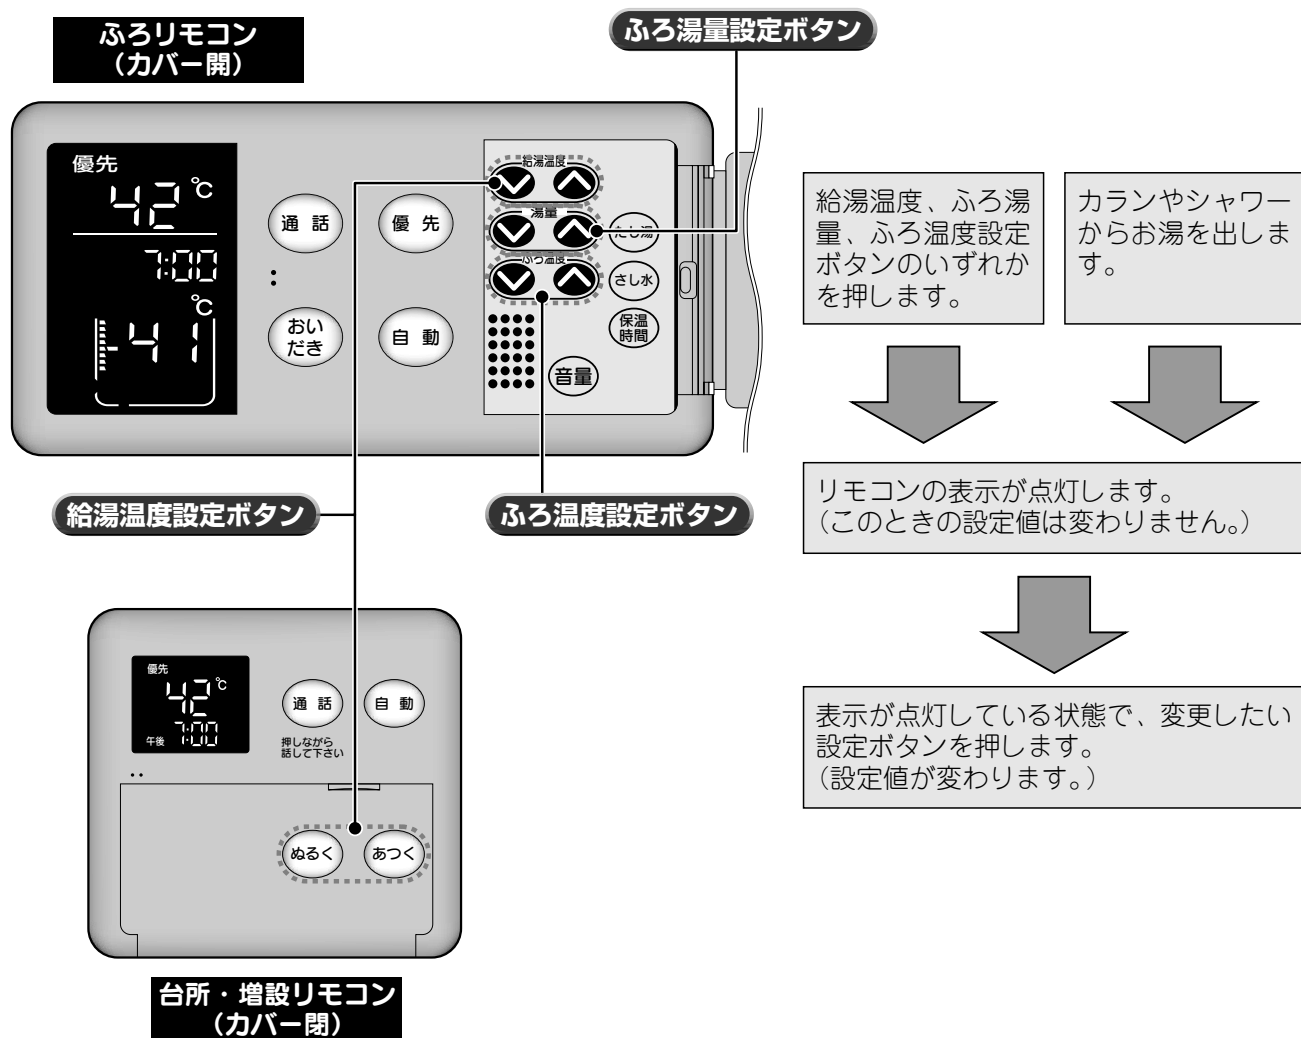 ふろリモコン
（カバー開）
ふろ湯量設定ボタン
優先
42℃
7:00
℃
41
通 話
優 先
おい
だき
自 動
給湯温度
湯量
たし湯
ふろ温度
さし水
保温
時間
音量
給湯温度設定ボタン
ふろ温度設定ボタン
優先
42℃
午後 7:00
通 話
自 動
押しながら
話して下さい
ぬるく
あつく
台所・増設リモコン
（カバー閉）
給湯温度、ふろ湯
量、ふろ温度設定
ボタンのいずれか
を押します。
カランやシャワー
からお湯を出しま
す。
リモコンの表示が点灯します。
（このときの設定値は変わりません。）
表示が点灯している状態で、変更したい
設定ボタンを押します。
（設定値が変わります。）